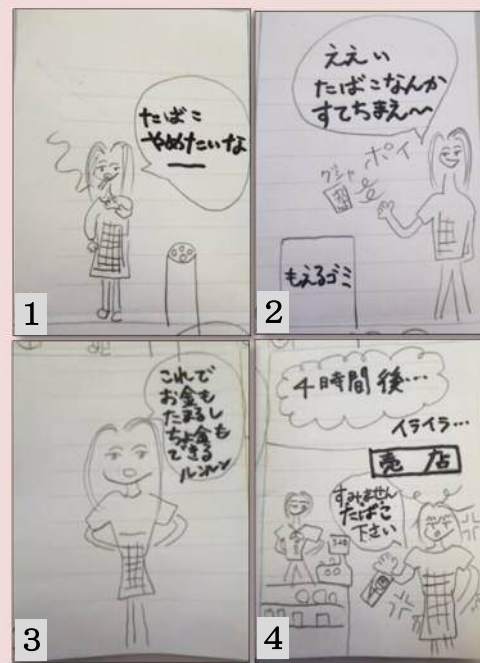 たばこ
やめたいな
1
ええい
たばこなんか
すてちまえ〜〜
ポイ
グシャ
もえるゴミ
2
これで
お金も
たまるし
ちょ金も
できる
ルンルン
3
4時間後…
イライラ…
売店
すみません
たばこ
下さい
4